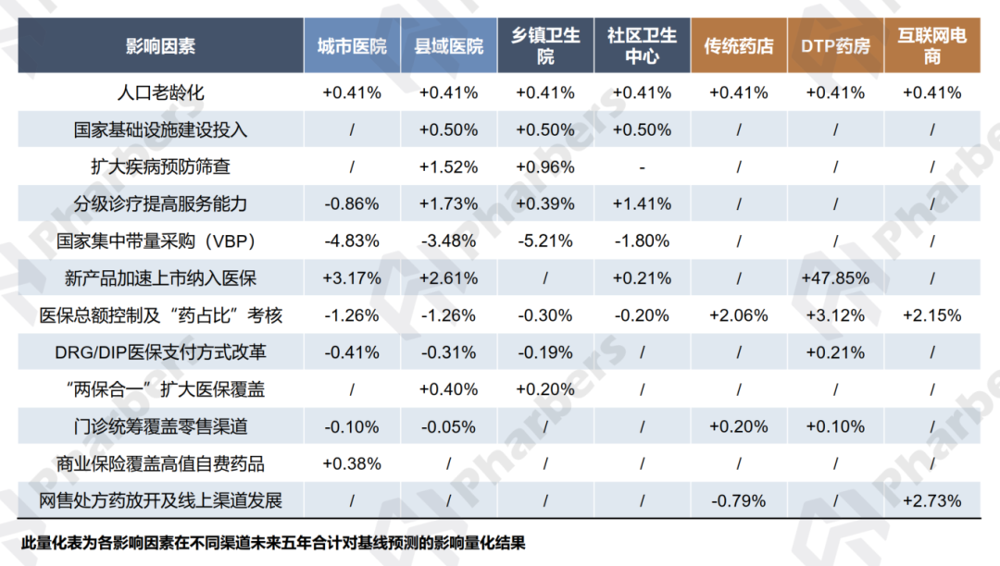 影响因素 城市医院 县域医院 乡镇卫生院 社区卫生中心 传统药店 DTP药房 互联网电商
人口老龄化 +0.41% +0.41% +0.41% +0.41% +0.41% +0.41% +0.41%
国家基础设施建设投入 / +0.50% +0.50% +0.50% / / /
扩大疾病预防筛查 / +1.52% +0.96% - / / /
分级诊疗提高服务能力 -0.86% +1.73% +0.39% +1.41% / / /
国家集中带量采购（VBP） -4.83% -3.48% -5.21% -1.80% / / /
新产品加速上市纳入医保 +3.17% +2.61% / +0.21% / +47.85% /
医保总额控制及“药占比”考核 -1.26% -1.26% -0.30% -0.20% +2.06% +3.12% +2.15%
DRG/DIP医保支付方式改革 -0.41% -0.31% -0.19% / / +0.21% /
“两保合一”扩大医保覆盖 / +0.40% +0.20% / / / /
门诊统筹覆盖零售渠道 -0.10% -0.05% / / +0.20% +0.10% /
商业保险覆盖高值自费药品 +0.38% / / / / / /
网售处方药放开及线上渠道发展 / / / / -0.79% / +2.73%
此量化表为各影响因素在不同渠道未来五年合计对基线预测的影响量化结果
Pharbers